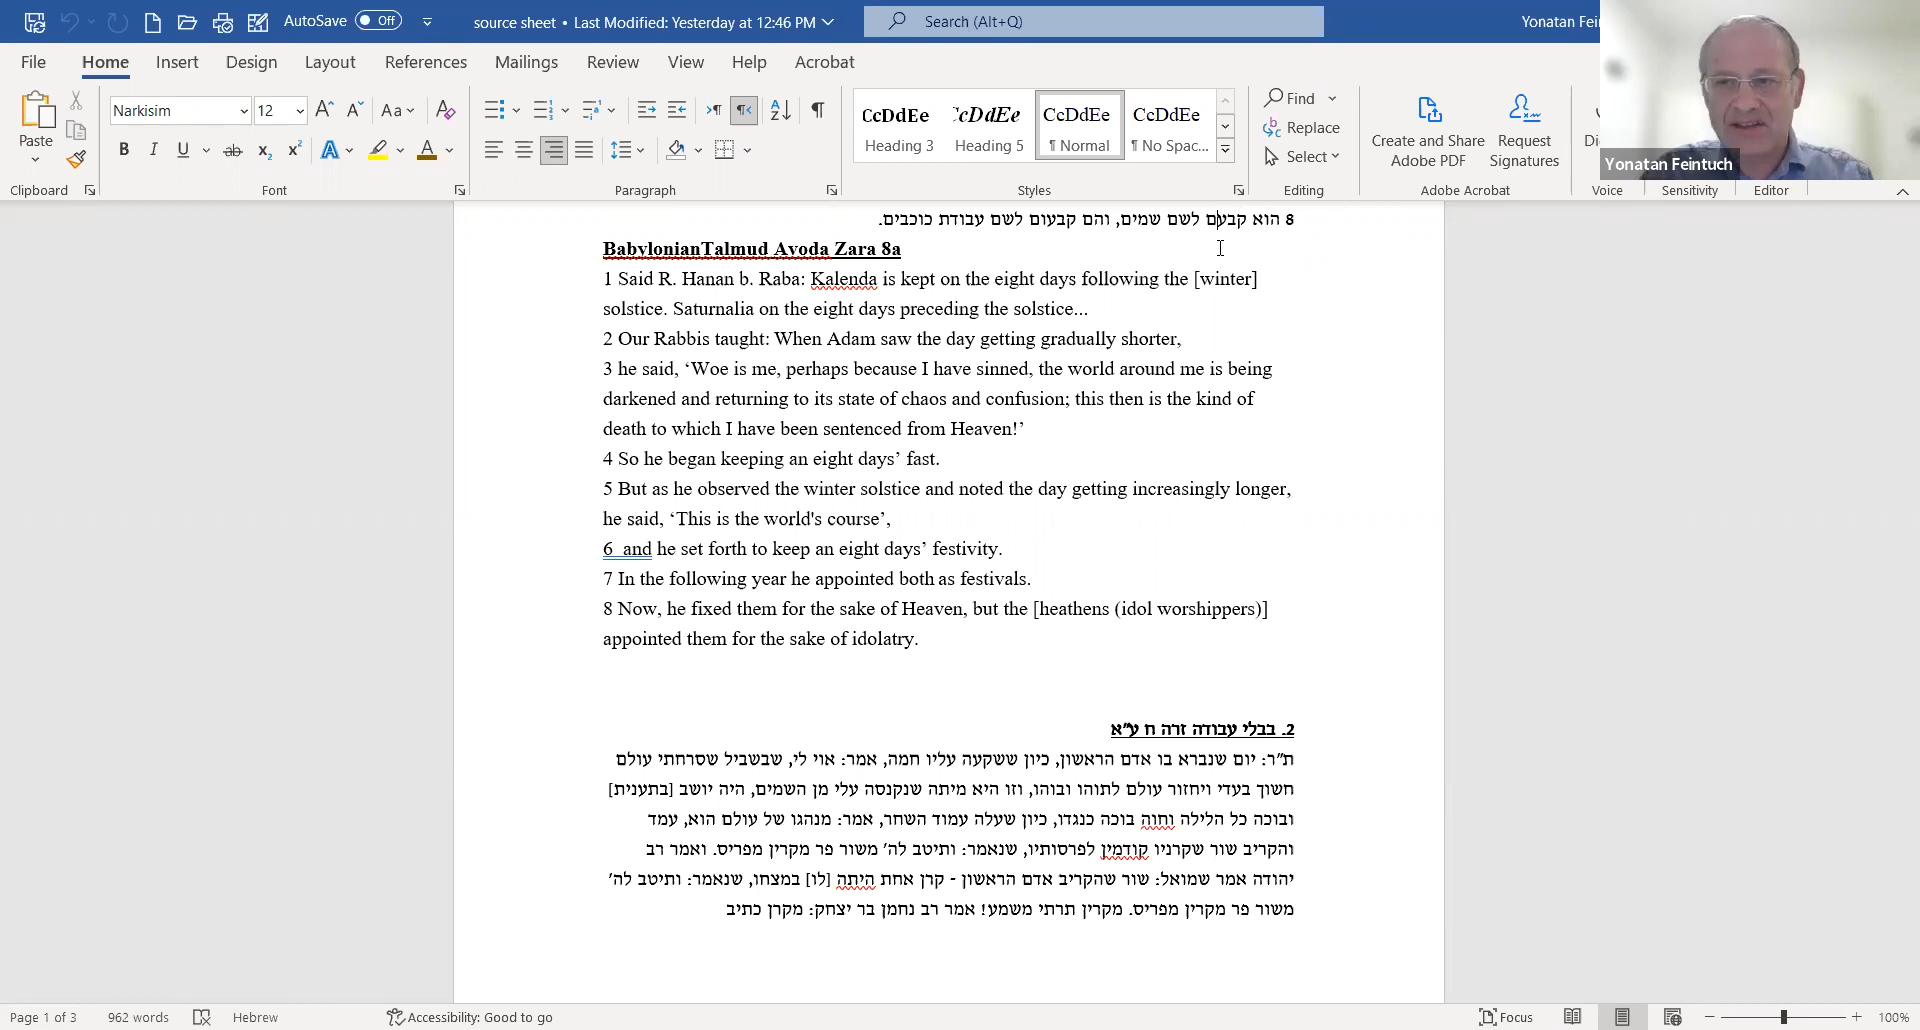 AutoSave Off source sheet • Last Modified: Yesterday at 12:46 PM Search (Alt+Q) Yonatan Fei
File Home Insert Design Layout References Mailings Review View Help Acrobat
Narkisim 12 Aa Find
CcDdEe CcDdEe CcDdEe CcDdEe
Paste Replace Create and Share Request Di
Heading 3 Heading 5 ¶ Normal ¶ No Spac...
B I U ab x₂ x² A A Select Adobe PDF Signatures
Yonatan Feintuch
Clipboard Font Paragraph Styles Editing Adobe Acrobat Voice Sensitivity Editor
8 הוא קבעם לשם שמים, והם קבעום לשם עבודת כוכבים.
BabylonianTalmud Avoda Zara 8a
1 Said R. Hanan b. Raba: Kalenda is kept on the eight days following the [winter]
solstice. Saturnalia on the eight days preceding the solstice...
2 Our Rabbis taught: When Adam saw the day getting gradually shorter,
3 he said, ‘Woe is me, perhaps because I have sinned, the world around me is being
darkened and returning to its state of chaos and confusion; this then is the kind of
death to which I have been sentenced from Heaven!’
4 So he began keeping an eight days’ fast.
5 But as he observed the winter solstice and noted the day getting increasingly longer,
he said, ‘This is the world's course’,
6 and he set forth to keep an eight days’ festivity.
7 In the following year he appointed both as festivals.
8 Now, he fixed them for the sake of Heaven, but the [heathens (idol worshippers)]
appointed them for the sake of idolatry.
2. בבלי עבודה זרה ח ע"א
ת"ר: יום שנברא בו אדם הראשון, כיון ששקעה עליו חמה, אמר: אוי לי, שבשביל שסרחתי עולם
חשוך בעדי ויחזור עולם לתוהו ובוהו, וזו היא מיתה שנקנסה עלי מן השמים, היה יושב [בתענית]
ובוכה כל הלילה וחוה בוכה כנגדו, כיון שעלה עמוד השחר, אמר: מנהגו של עולם הוא, עמד
והקריב שור שקרניו קודמין לפרסותיו, שנאמר: ותיטב לה' משור פר מקרין מפריס. ואמר רב
יהודה אמר שמואל: שור שהקריב אדם הראשון - קרן אחת היתה [לו] במצחו, שנאמר: ותיטב לה'
משור פר מקרין מפריס. מקרין תרתי משמע! אמר רב נחמן בר יצחק: מקרן כתיב
Page 1 of 3 962 words Hebrew Accessibility: Good to go Focus 100%